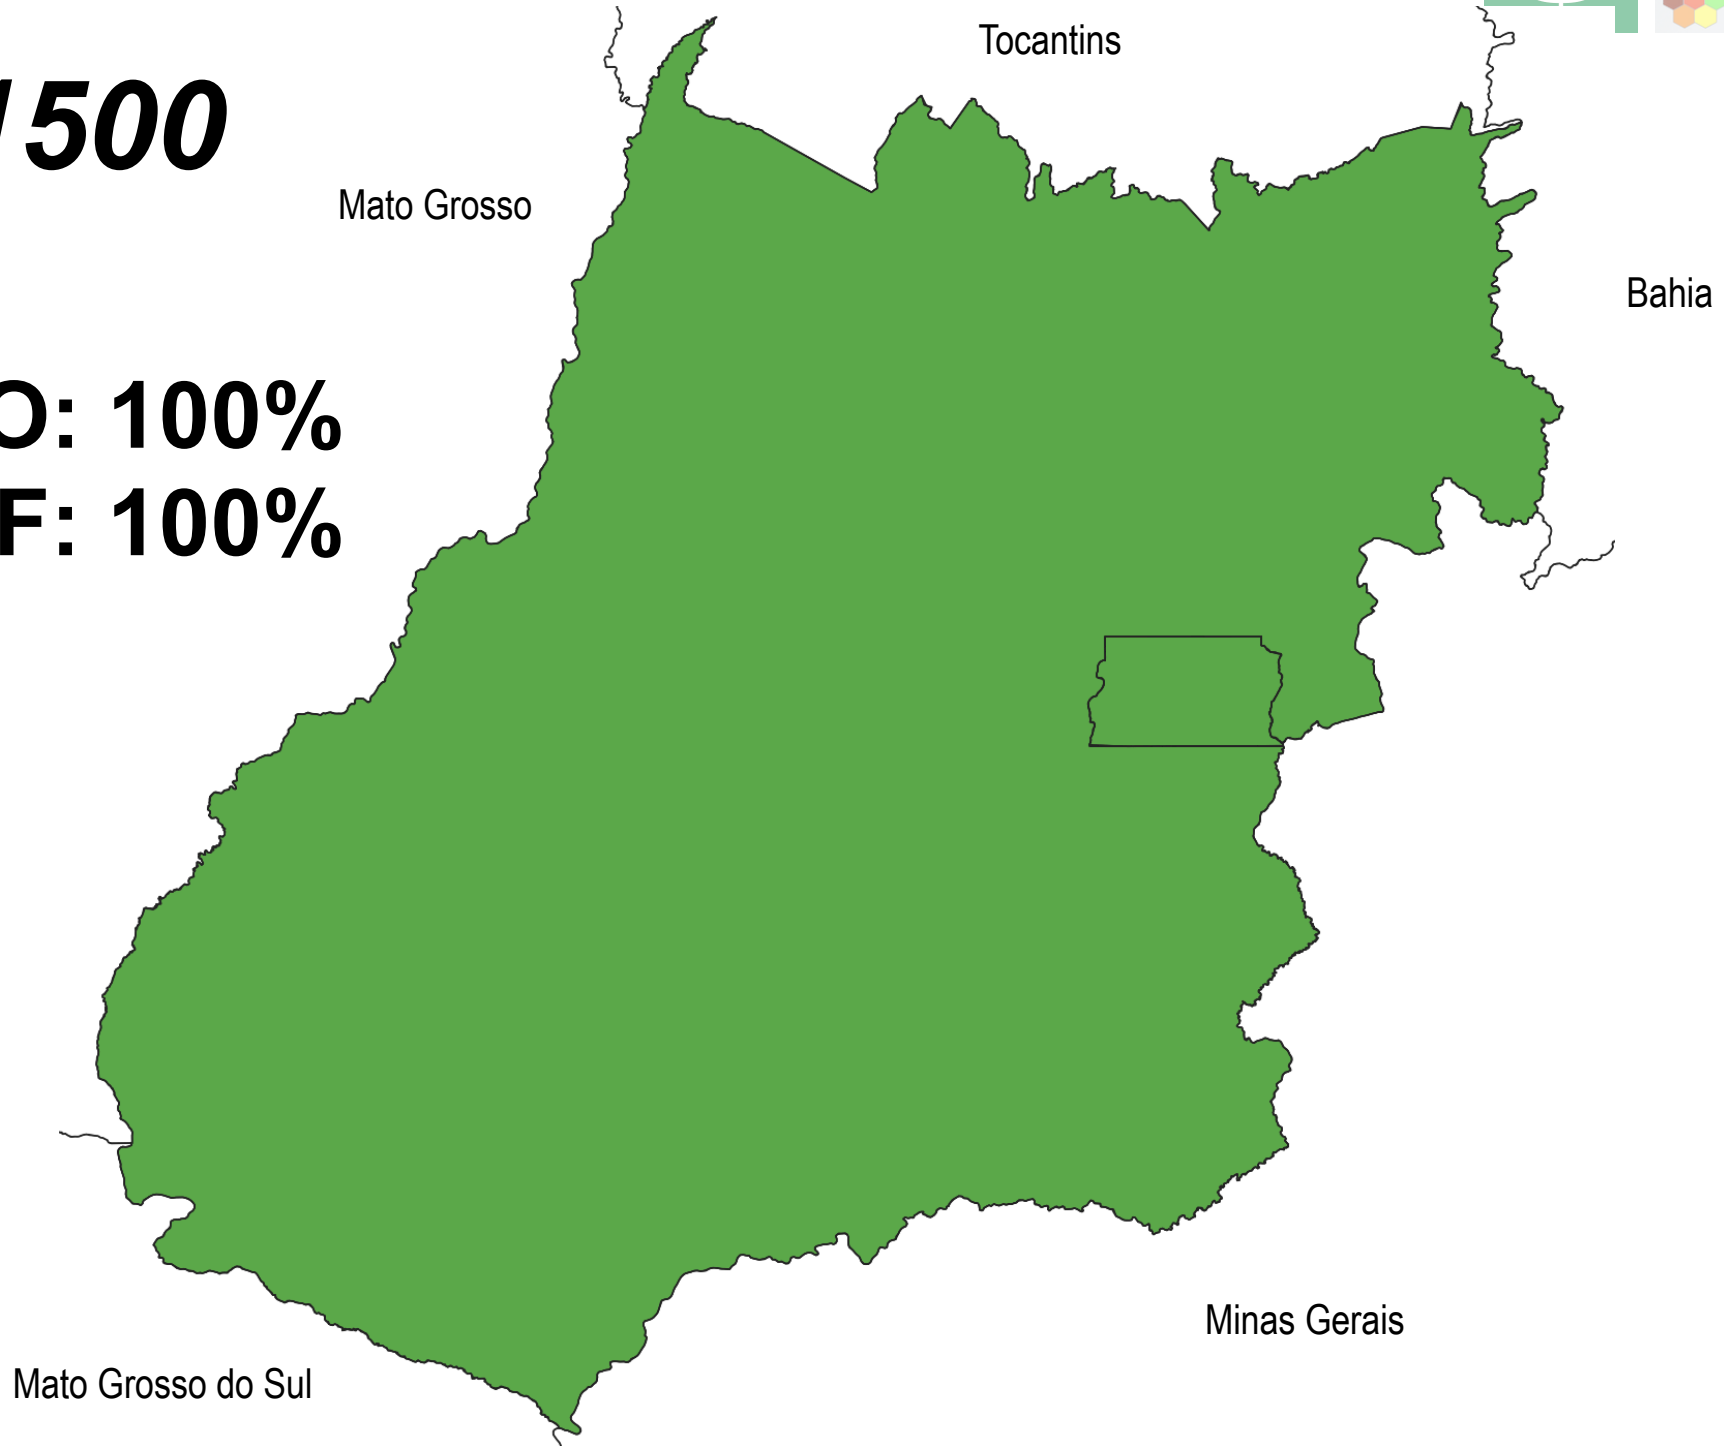 Tocantins
500
Mato Grosso
Bahia
O: 100%
F: 100%
Minas Gerais
Mato Grosso do Sul